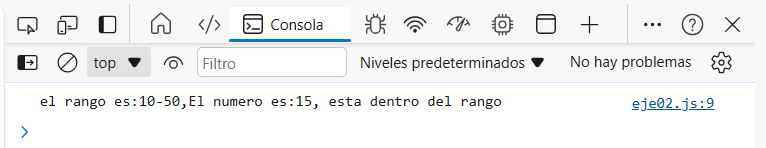 Consola
top
Filtro
Niveles predeterminados
No hay problemas
el rango es:10-50,El numero es:15, esta dentro del rango
eje02.js:9